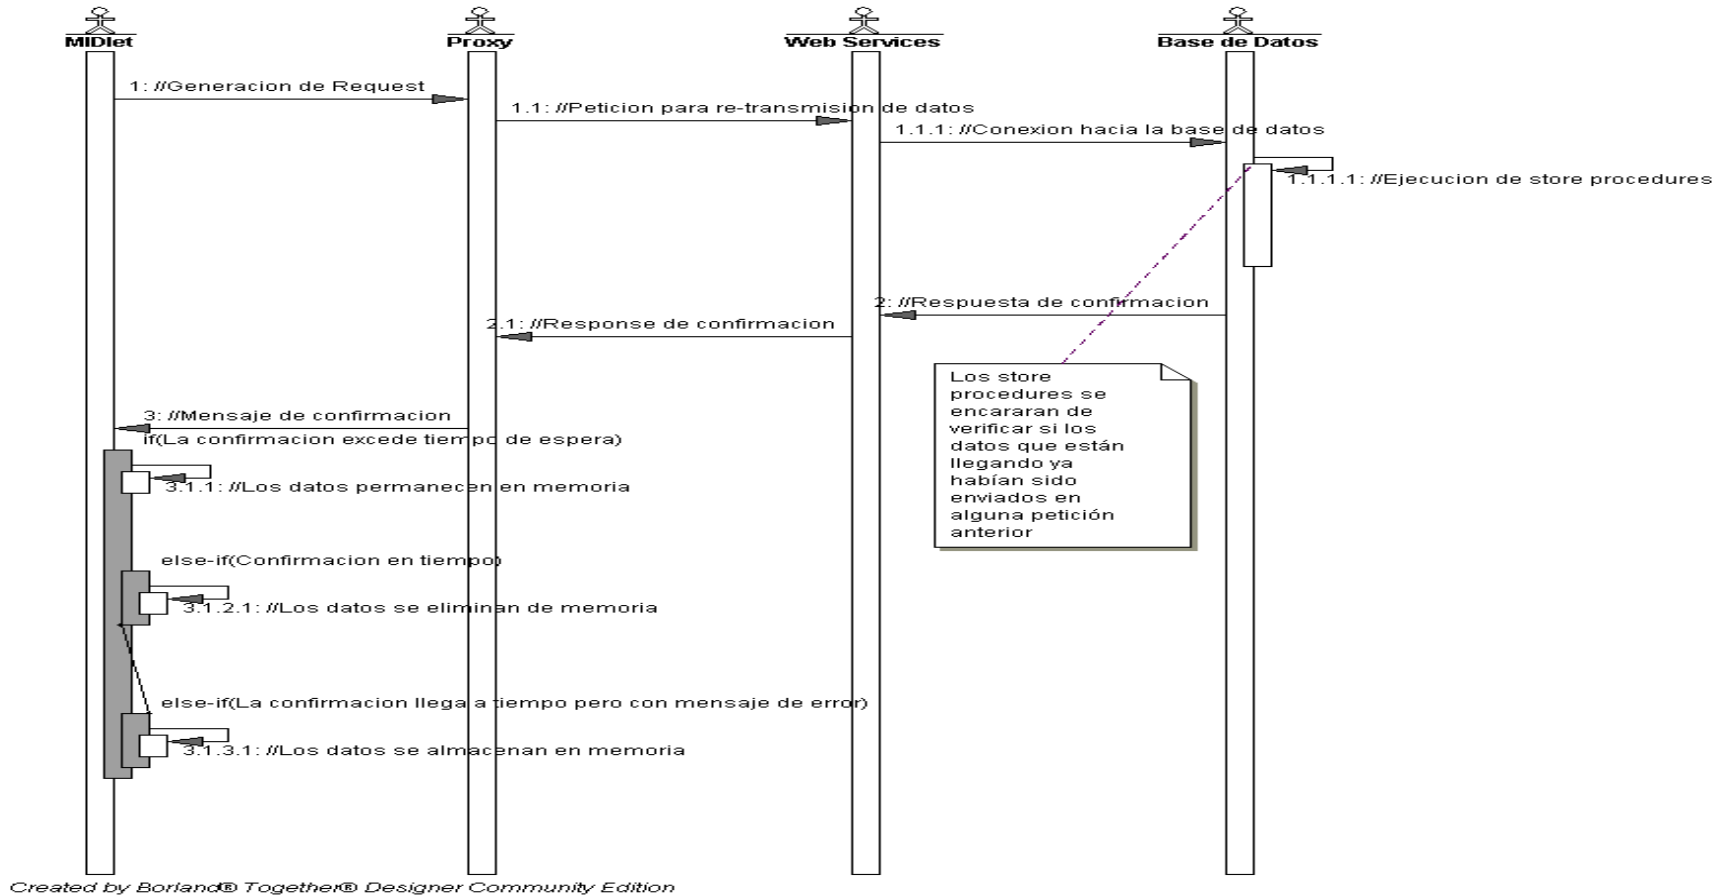 MIDlet
Proxy
Web Services
Base de Datos
1: //Generacion de Request
1.1: //Peticion para re-transmision de datos
1.1.1: //Conexion hacia la base de datos
1.1.1.1: //Ejecucion de store procedures
2: //Respuesta de confirmacion
2.1: //Response de confirmacion
Los store
procedures se
encararan de
verificar si los
datos que están
llegando ya
habían sido
enviados en
alguna petición
anterior
3: //Mensaje de confirmacion
if(La confirmacion excede tiempo de espera)
3.1.1: //Los datos permanecen en memoria
else-if(Confirmacion en tiempo)
3.1.2.1: //Los datos se eliminan de memoria
else-if(La confirmacion llega a tiempo pero con mensaje de error)
3.1.3.1: //Los datos se almacenan en memoria
Created by Borland® Together® Designer Community Edition